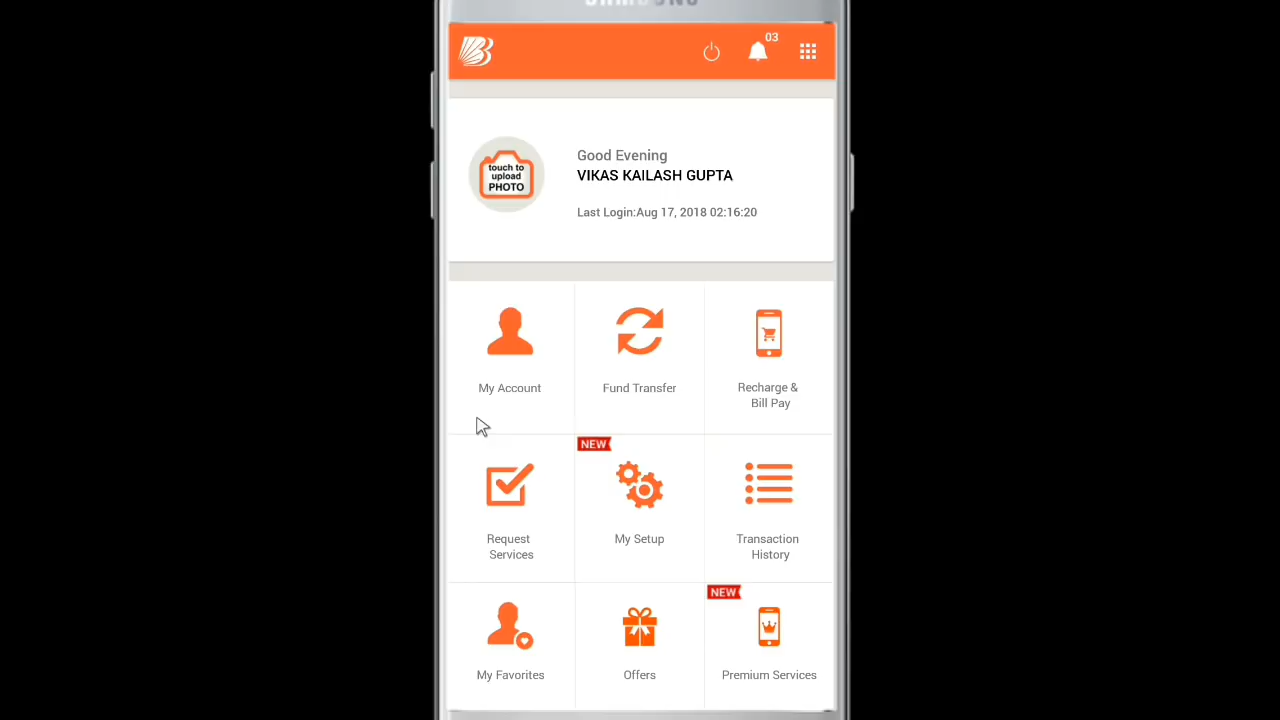 03
touch to
upload
PHOTO
Good Evening
VIKAS KAILASH GUPTA
Last Login:Aug 17, 2018 02:16:20
My Account
Fund Transfer
Recharge &
Bill Pay
NEW
Request
Services
My Setup
Transaction
History
NEW
My Favorites
Offers
Premium Services